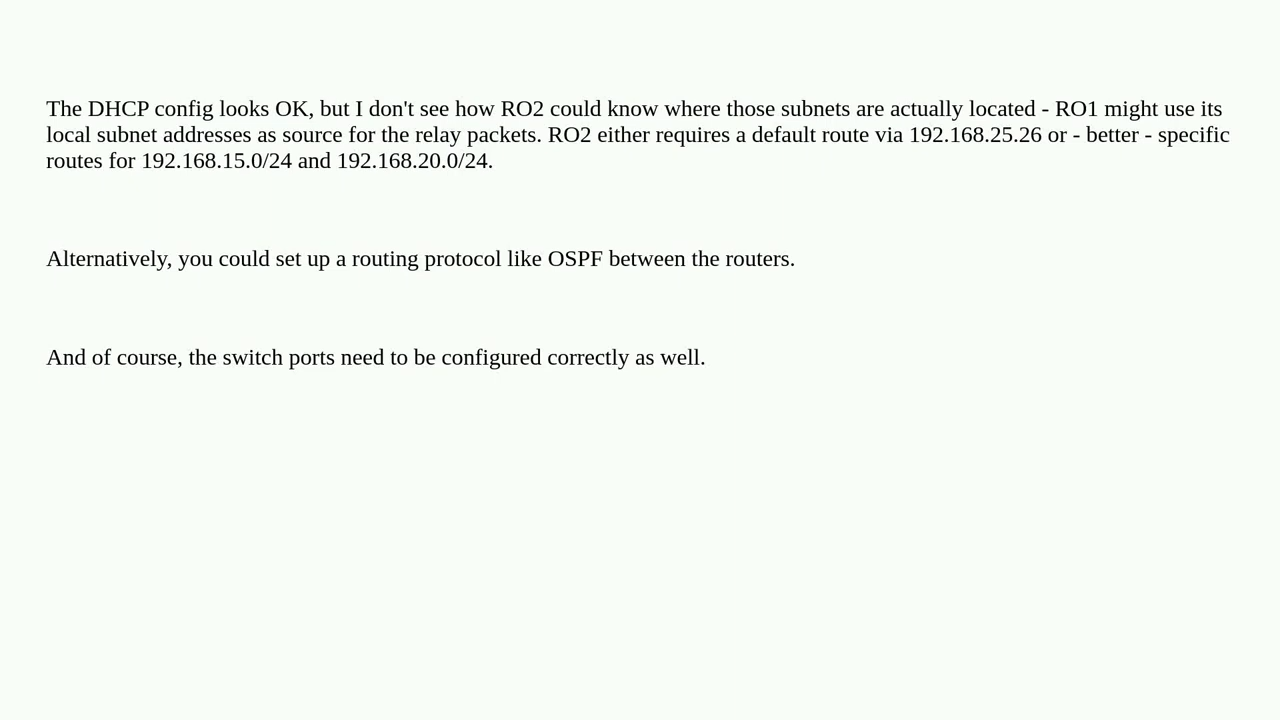 The DHCP config looks OK, but I don't see how RO2 could know where those subnets are actually located - RO1 might use its
local subnet addresses as source for the relay packets. RO2 either requires a default route via 192.168.25.26 or - better - specific
routes for 192.168.15.0/24 and 192.168.20.0/24.
Alternatively, you could set up a routing protocol like OSPF between the routers.
And of course, the switch ports need to be configured correctly as well.